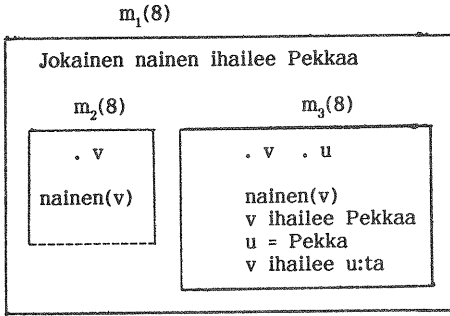 m₁(8)
Jokainen nainen ihailee Pekkaa
m₂(8)
. v
nainen(v)
m₃(8)
. v . u
nainen(v)
v ihailee Pekkaa
u = Pekka
v ihailee u:ta